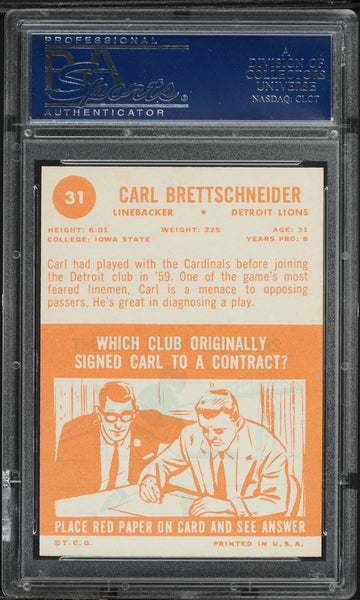 PROFESSIONAL
PSA
Sports
AUTHENTICATOR
A
DIVISION OF
COLLECTORS
UNIVERSE
NASDAQ: CLCT
31
CARL BRETTSCHNEIDER
LINEBACKER • DETROIT LIONS
HEIGHT: 6:01 WEIGHT: 225 AGE: 31
COLLEGE: IOWA STATE YEARS PRO: 8
Carl had played with the Cardinals before joining
the Detroit club in '59. One of the game's most
feared linemen, Carl is a menace to opposing
passers. He's great in diagnosing a play.
WHICH CLUB ORIGINALLY
SIGNED CARL TO A CONTRACT?
PLACE RED PAPER ON CARD AND SEE ANSWER
© T.C.G. PRINTED IN U.S.A.